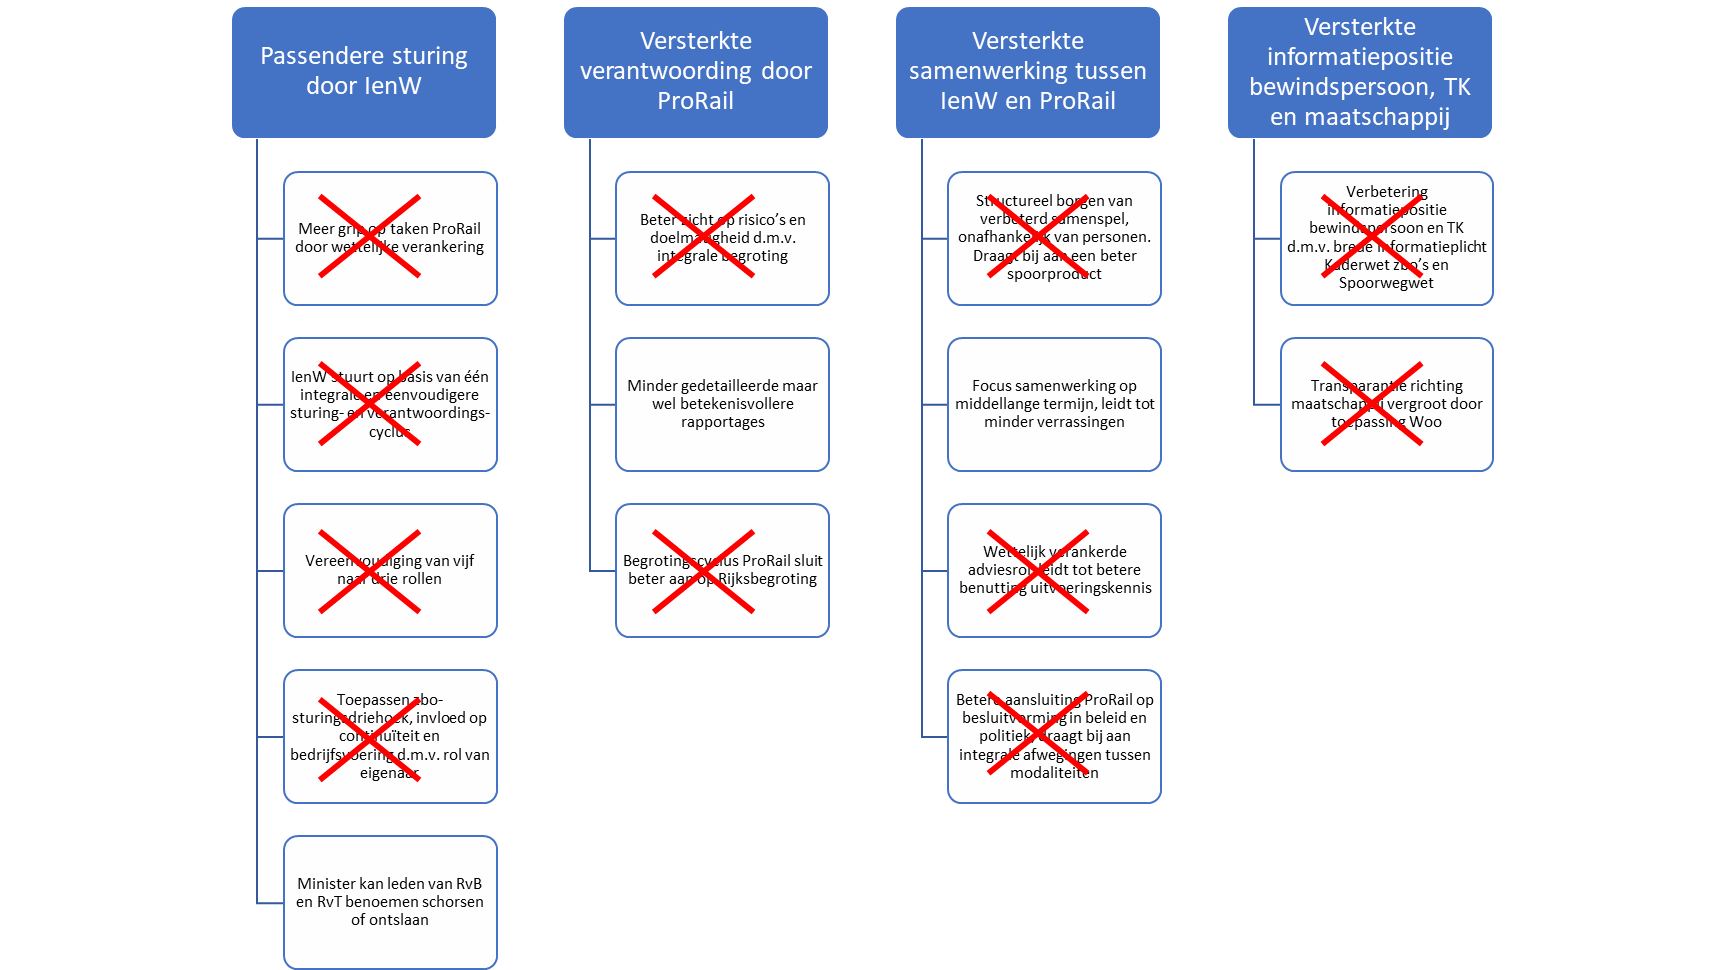 Passendere sturing
door IenW
Meer grip op taken ProRail
door wettelijke verankering
IenW stuurt op basis van één
integrale en eenvoudigere
sturing- en verantwoordings-
cyclus
Vereenvoudiging van vijf
naar drie rollen
Toepassen zbo-
sturingsdriehoek, invloed op
continuïteit en
bedrijfsvoering d.m.v. rol van
eigenaar
Minister kan leden van RvB
en RvT benoemen schorsen
of ontslaan
Versterkte
verantwoording door
ProRail
Beter zicht op risico’s en
doelmatigheid d.m.v.
integrale begroting
Minder gedetailleerde maar
wel betekenisvollere
rapportages
Begrotingscyclus ProRail sluit
beter aan op Rijksbegroting
Versterkte
samenwerking tussen
IenW en ProRail
Structureel borgen van
verbeterd samenspel,
onafhankelijk van personen.
Draagt bij aan een beter
spoorproduct
Focus samenwerking op
middellange termijn, leidt tot
minder verrassingen
Wettelijk verankerde
adviesrol leidt tot betere
benutting uitvoeringskennis
Betere aansluiting ProRail op
besluitvorming in beleid en
politiek, draagt bij aan
integrale afwegingen tussen
modaliteiten
Versterkte
informatiepositie
bewindspersoon, TK
en maatschappij
Verbetering
informatiepositie
bewindspersoon en TK
d.m.v. brede informatieplicht
Kaderwet zbo’s en
Spoorwegwet
Transparantie richting
maatschappij vergroot door
toepassing Woo